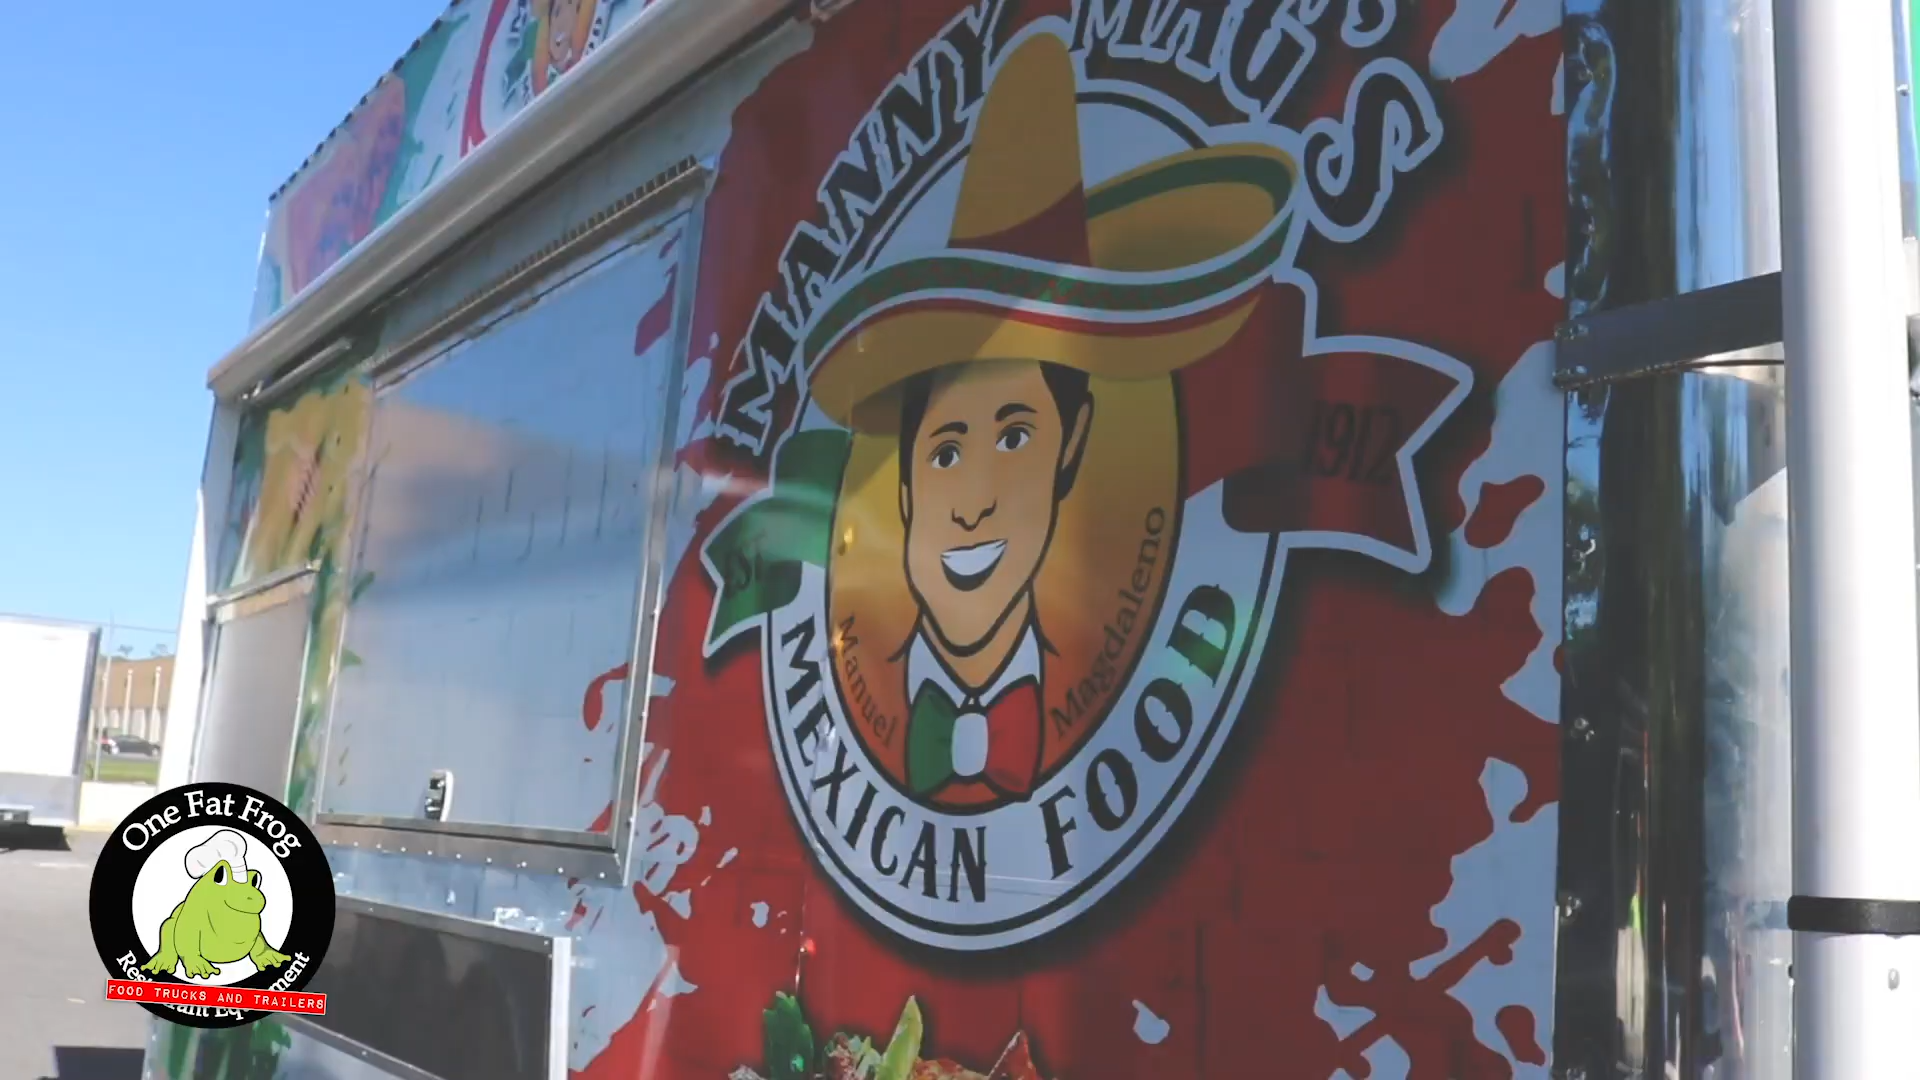 MANNY MAG'S
EST.
1912
Manuel Magdaleno
MEXICAN FOOD
One Fat Frog
FOOD TRUCKS AND TRAILERS